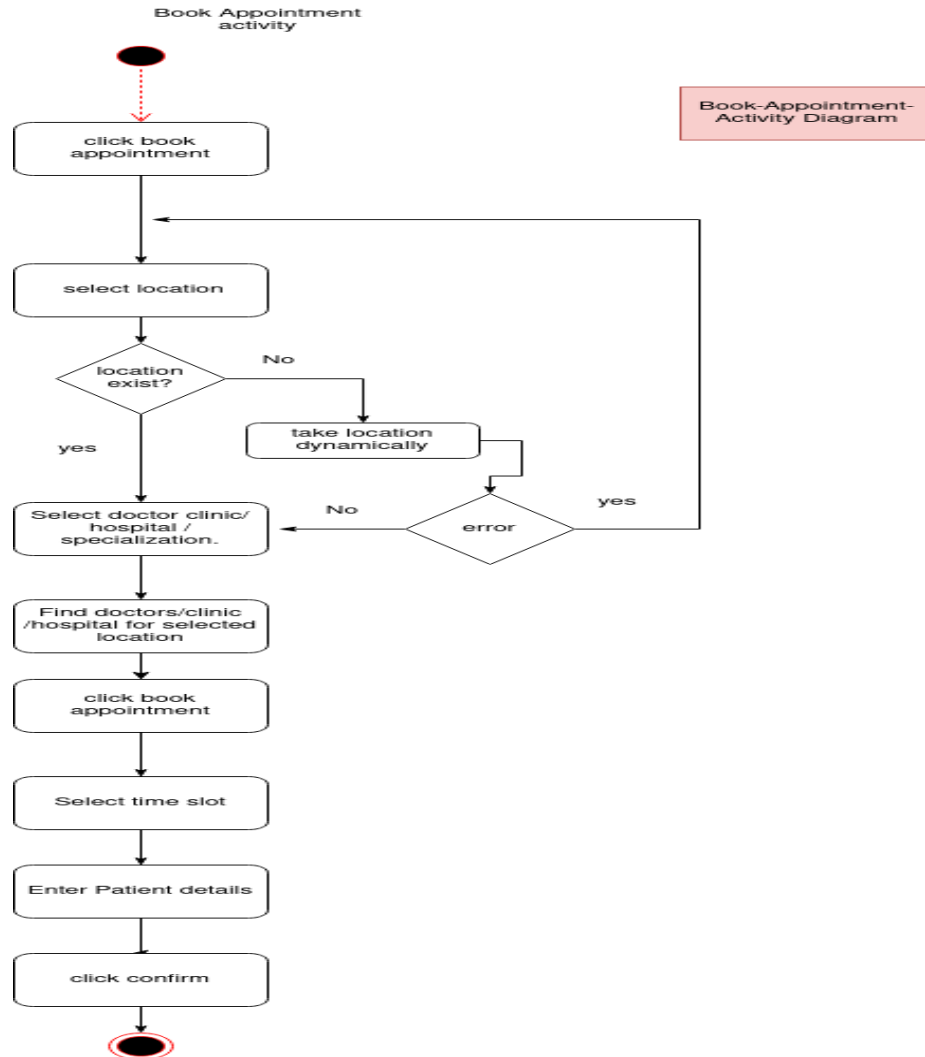 Book Appointment
activity
Book-Appointment-
Activity Diagram
click book
appointment
select location
location
exist?
No
yes
take location
dynamically
error
No
yes
Select doctor clinic/
hospital /
specialization.
Find doctors/clinic
/hospital for selected
location
click book
appointment
Select time slot
Enter Patient details
click confirm